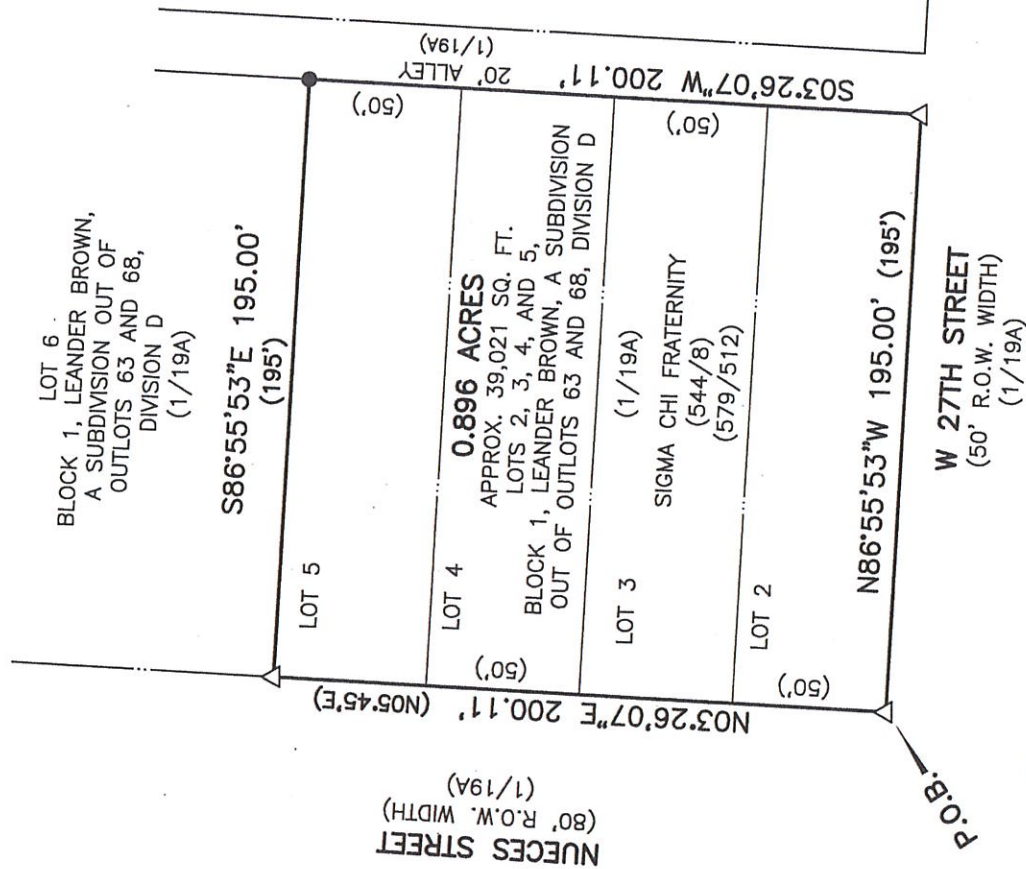 LOT 6
BLOCK 1, LEANDER BROWN,
A SUBDIVISION OUT OF
OUTLOTS 63 AND 68,
DIVISION D
(1/19A)
S86°55'53"E 195.00'
(195')
20' ALLEY
(1/19A)
S03°26'07"W 200.11'
(50')
(50')
LOT 5
LOT 4
0.896 ACRES
APPROX. 39,021 SQ. FT.
LOTS 2, 3, 4, AND 5,
BLOCK 1, LEANDER BROWN, A SUBDIVISION
OUT OF OUTLOTS 63 AND 68, DIVISION D
(50')
LOT 3
(1/19A)
SIGMA CHI FRATERNITY
(544/8)
(579/512)
LOT 2
(50')
N03°26'07"E 200.11' (N05°45'E)
NUECES STREET
(80' R.O.W. WIDTH)
(1/19A)
N86°55'53"W 195.00' (195')
W 27TH STREET
(50' R.O.W. WIDTH)
(1/19A)
P.O.B.